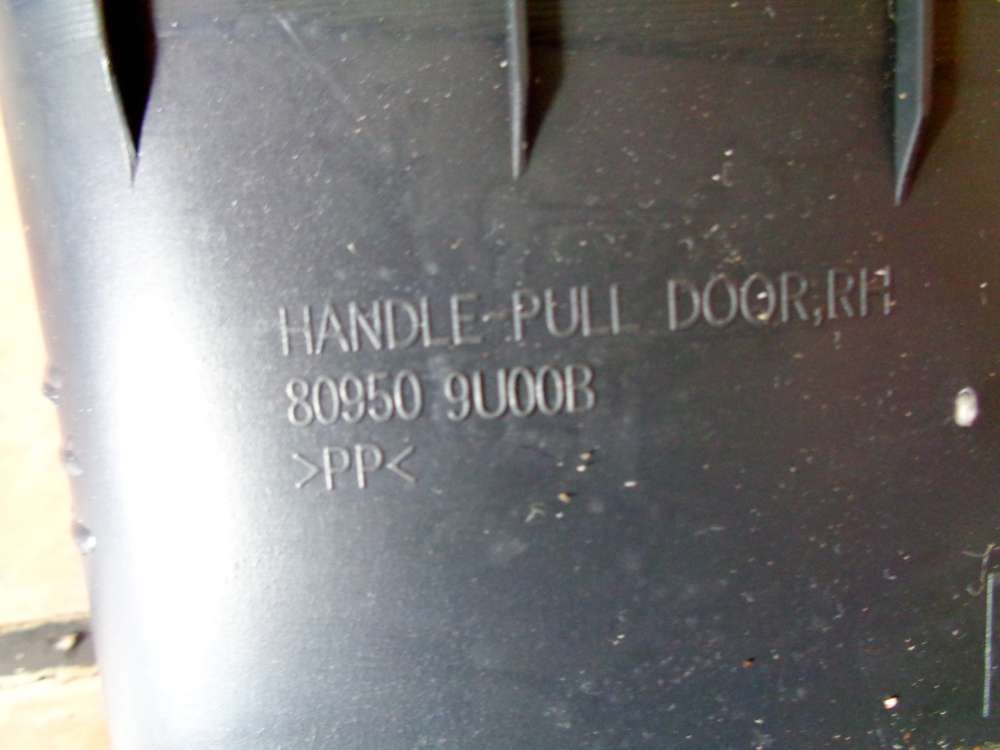 HANDLE-PULL DOOR,RH
80950 9U00B
>PP<